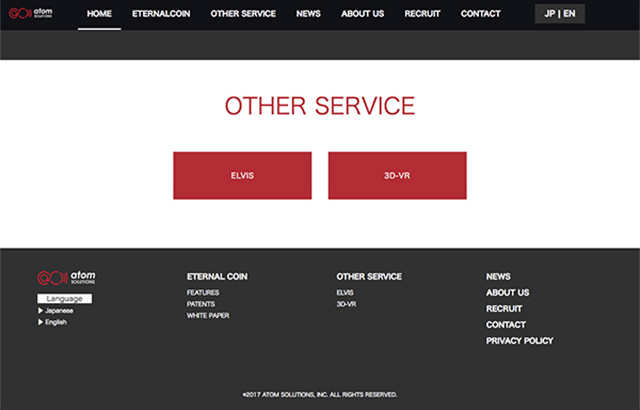 atom SOLUTIONS HOME ETERNALCOIN OTHER SERVICE NEWS ABOUT US RECRUIT CONTACT JP | EN
OTHER SERVICE
ELVIS 3D-VR
atom SOLUTIONS
Language
Japanese
English
ETERNAL COIN
FEATURES
PATENTS
WHITE PAPER
OTHER SERVICE
ELVIS
3D-VR
NEWS
ABOUT US
RECRUIT
CONTACT
PRIVACY POLICY
©2017 ATOM SOLUTIONS, INC. ALL RIGHTS RESERVED.